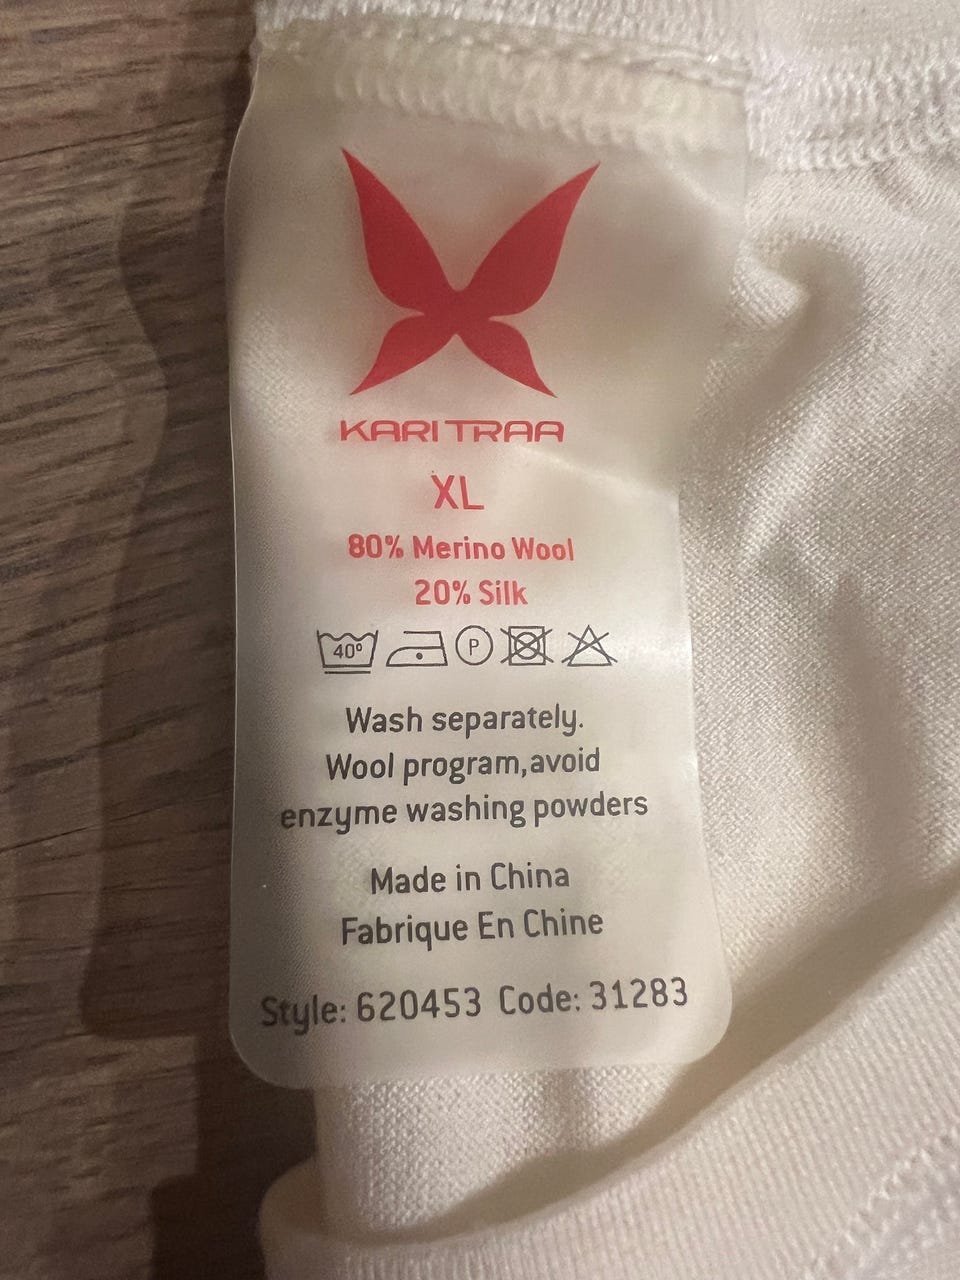 KARI TRAA
XL
80% Merino Wool
20% Silk
40° P
Wash separately.
Wool program,avoid
enzyme washing powders
Made in China
Fabrique En Chine
Style: 620453 Code: 31283